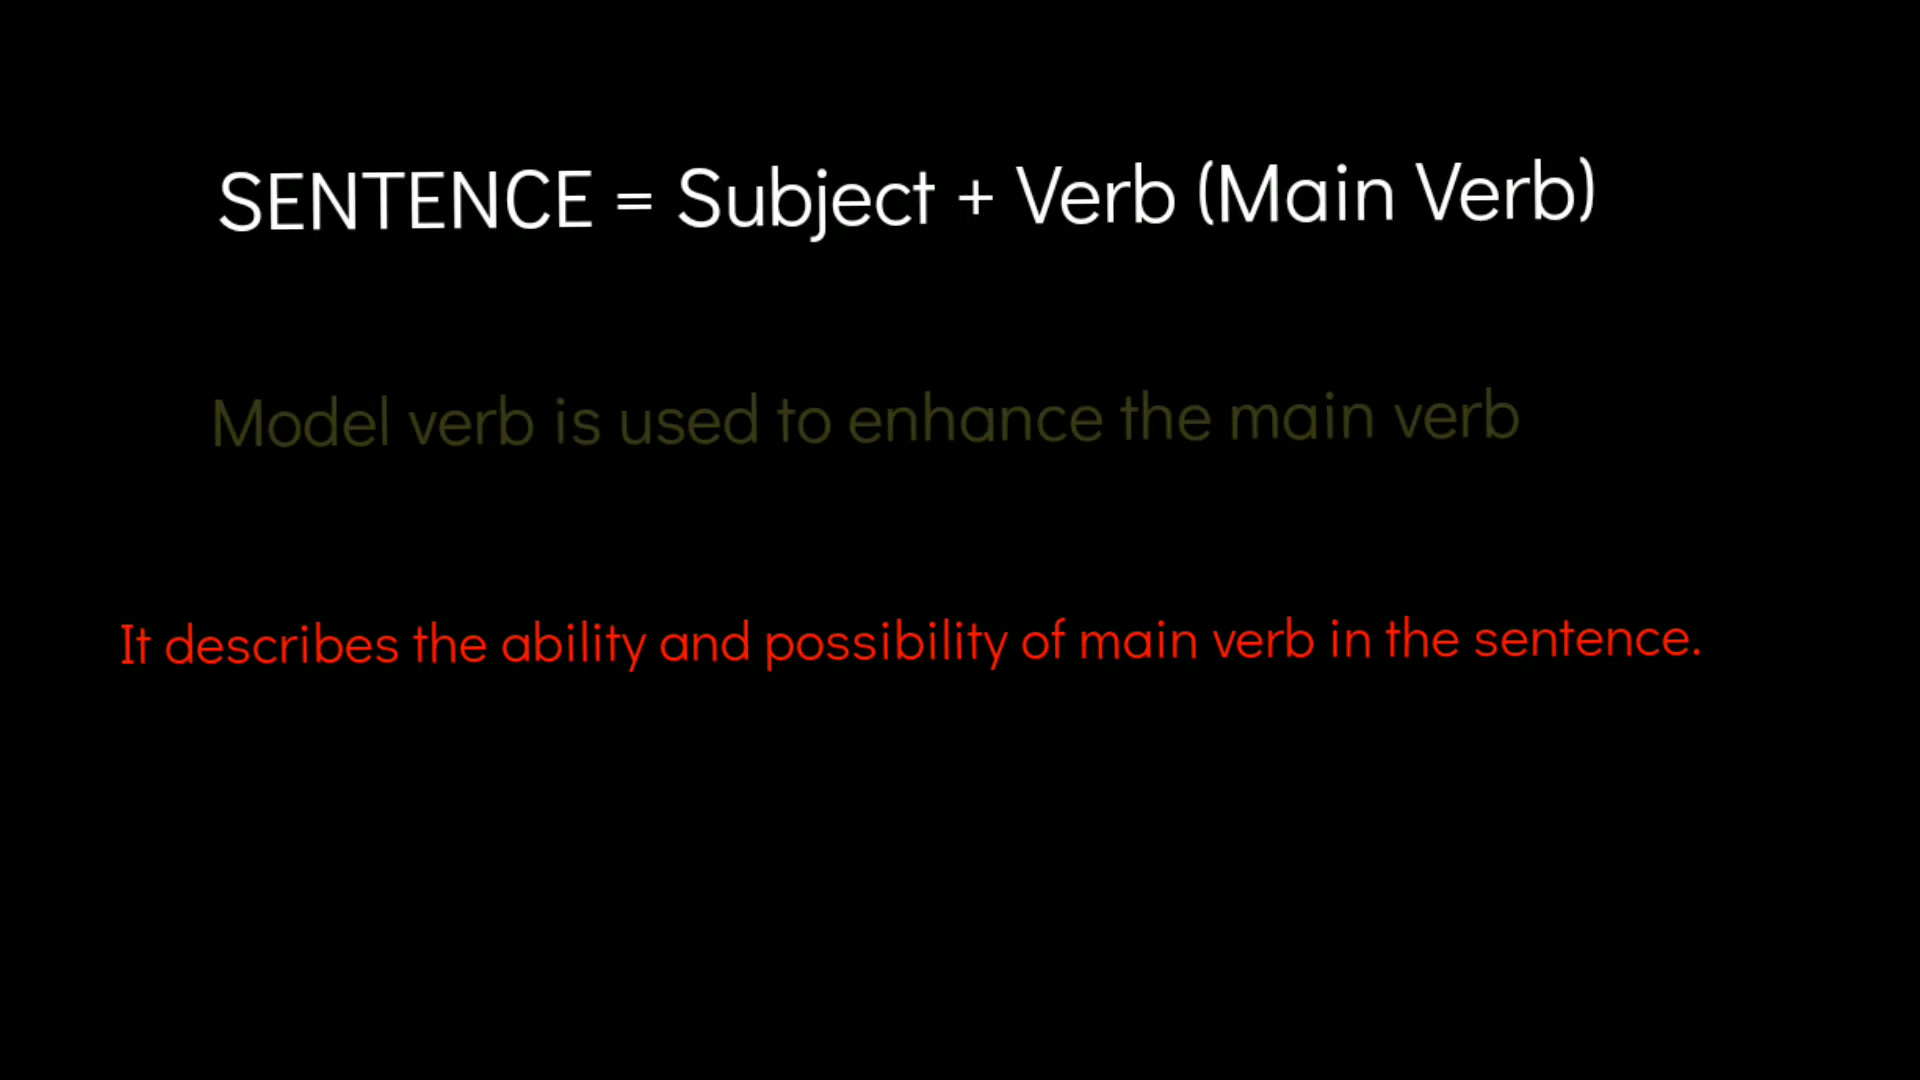 SENTENCE = Subject + Verb (Main Verb)
Model verb is used to enhance the main verb
It describes the ability and possibility of main verb in the sentence.